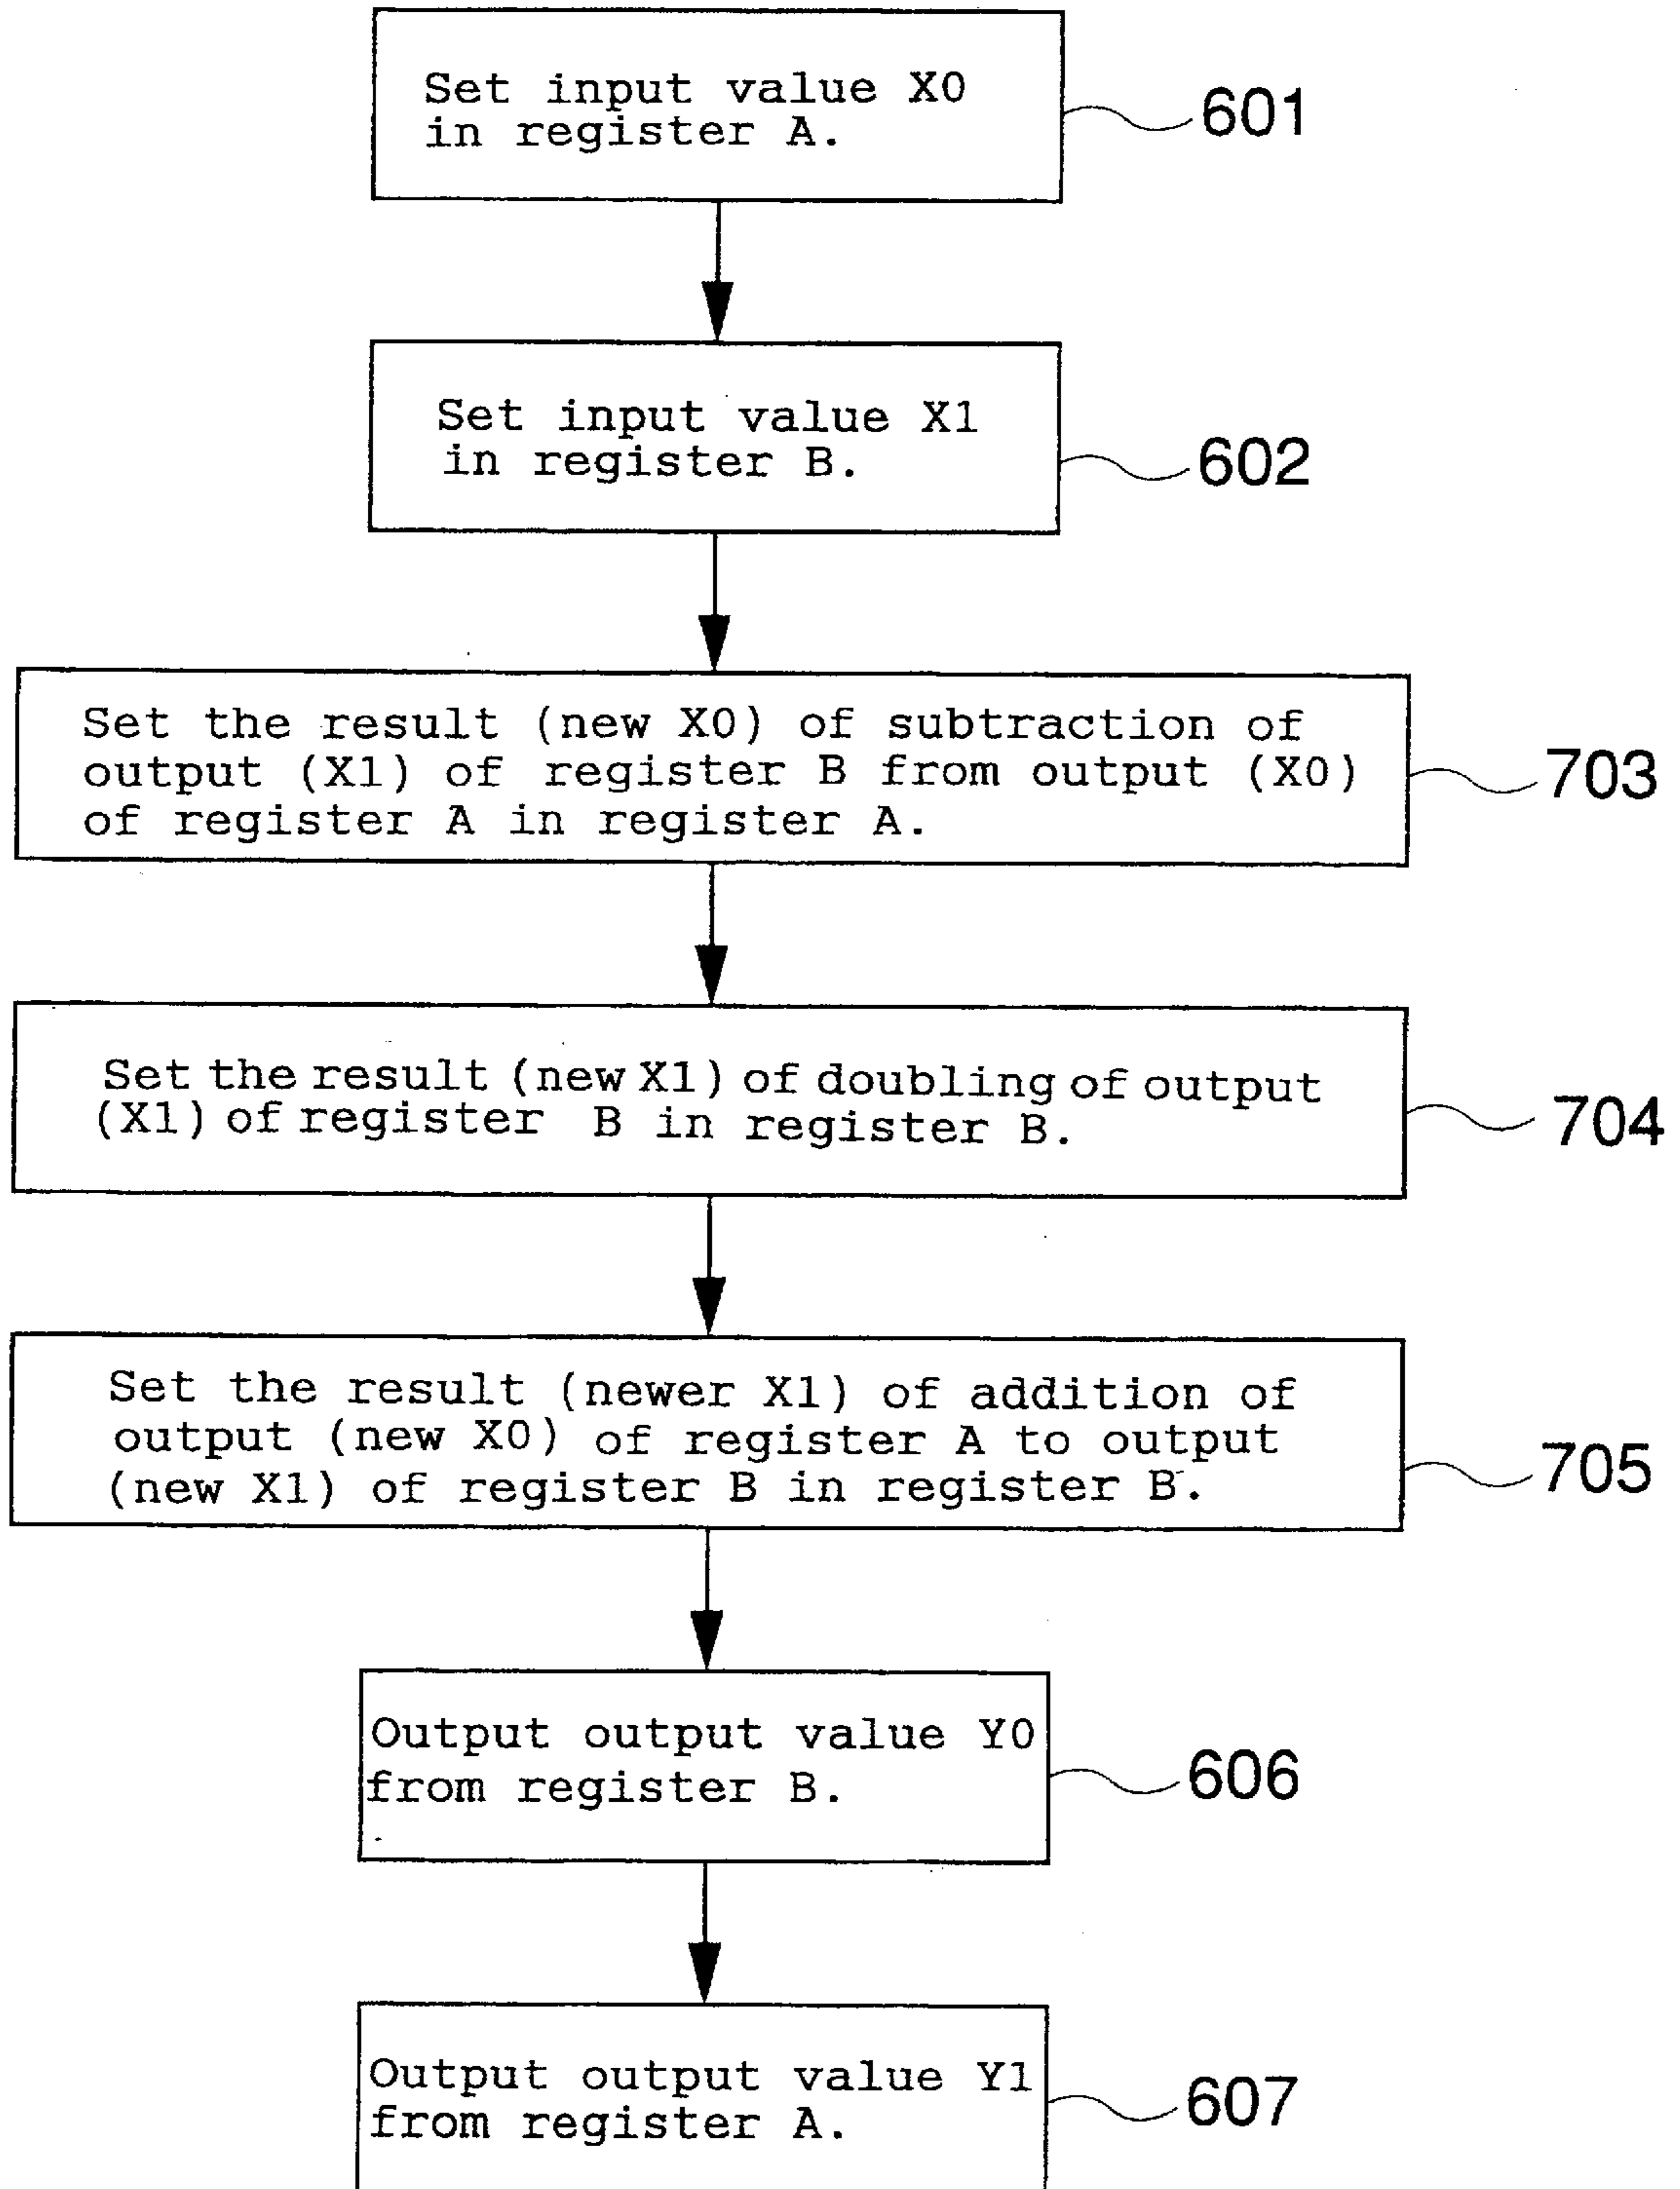 Set input value X0
in register A.
601
Set input value X1
in register B.
602
Set the result (new X0) of subtraction of
output (X1) of register B from output (X0)
of register A in register A.
703
Set the result (new X1) of doubling of output
(X1) of register B in register B.
704
Set the result (newer X1) of addition of
output (new X0) of register A to output
(new X1) of register B in register B.
705
Output output value Y0
from register B.
606
Output output value Y1
from register A.
607